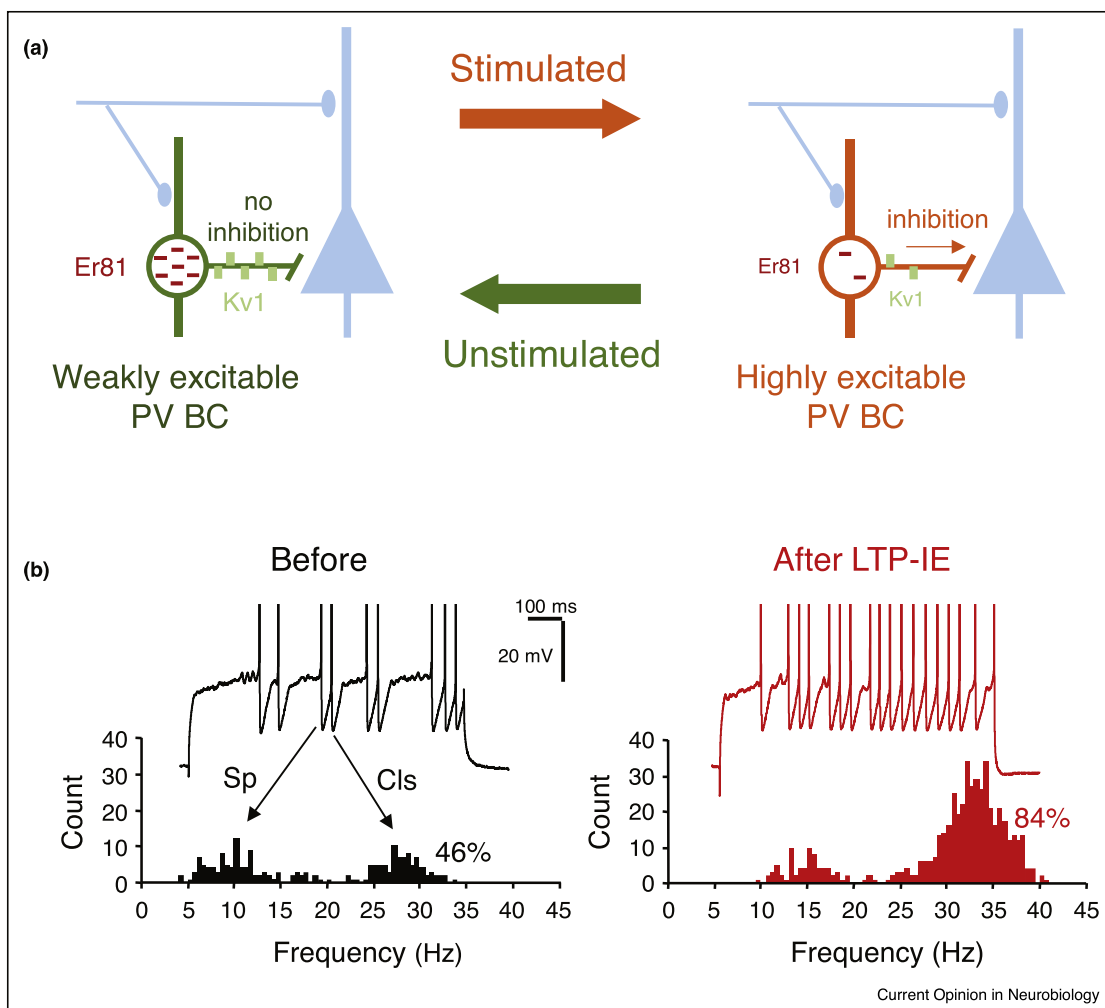 (a)
Stimulated
no
inhibition
Er81
Kv1
inhibition
Er81
Kv1
Unstimulated
Weakly excitable
PV BC
Highly excitable
PV BC
(b)
Before
After LTP-IE
100 ms
20 mV
40
30
20
10
0
Count
Sp
Cls
46%
0
5
10
15
20
25
30
35
40
45
Frequency (Hz)
40
30
20
10
0
Count
84%
0
5
10
15
20
25
30
35
40
45
Frequency (Hz)
Current Opinion in Neurobiology